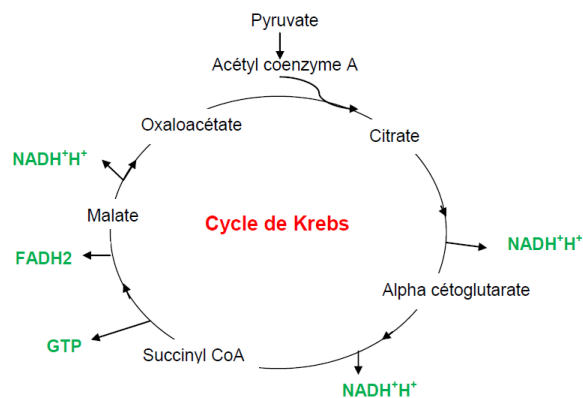 Pyruvate
Acétyl coenzyme A
Oxaloacétate
Citrate
NADH⁺H⁺
Malate
Cycle de Krebs
NADH⁺H⁺
FADH2
Alpha cétoglutarate
GTP
Succinyl CoA
NADH⁺H⁺